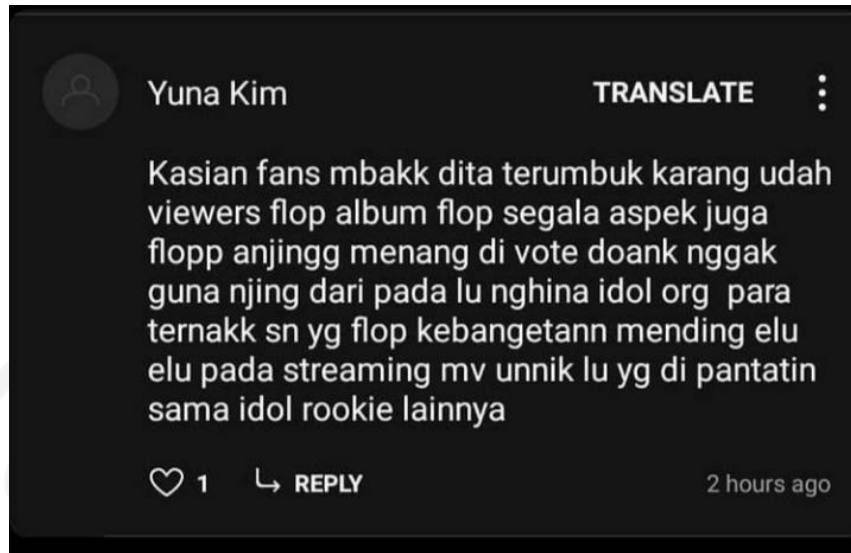 Yuna Kim
TRANSLATE
Kasian fans mbakk dita terumbuk karang udah
viewers flop album flop segala aspek juga
flopp anjingg menang di vote doank nggak
guna njing dari pada lu nghina idol org para
ternakk sn yg flop kebangetann mending elu
elu pada streaming mv unnik lu yg di pantatin
sama idol rookie lainnya
1
REPLY
2 hours ago